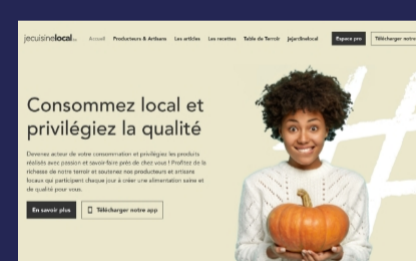 jecuisinelocal
Accueil Producteurs & Artisans Les articles Les recettes Table de Terroir jejardinelocal Espace pro Télécharger notre
Consommez local et
privilégiez la qualité
Devenez acteur de votre consommation et privilégiez les produits
réalisés avec passion et savoir-faire près de chez vous ! Profitez de la
richesse de notre terroir et soutenez nos producteurs et artisans
locaux qui participent chaque jour à créer une alimentation saine et
de qualité pour vous.
En savoir plus Télécharger notre app